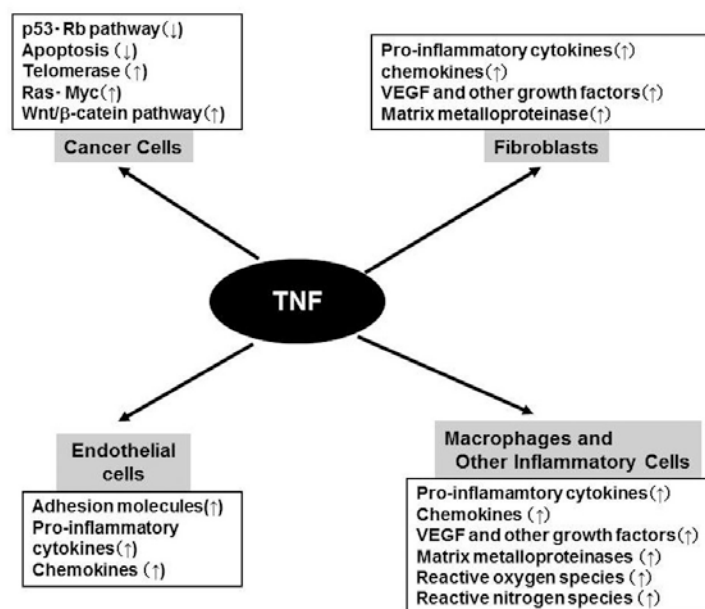 p53- Rb pathway(↓)
Apoptosis (↓)
Telomerase (↑)
Ras- Myc(↑)
Wnt/β-catein pathway(↑)
Cancer Cells
Pro-inflammatory cytokines(↑)
chemokines(↑)
VEGF and other growth factors(↑)
Matrix metalloproteinase(↑)
Fibroblasts
TNF
Endothelial
cells
Adhesion molecules(↑)
Pro-inflammatory
cytokines(↑)
Chemokines (↑)
Macrophages and
Other Inflammatory Cells
Pro-inflamamtory cytokines(↑)
Chemokines (↑)
VEGF and other growth factors(↑)
Matrix metalloproteinases (↑)
Reactive oxygen species (↑)
Reactive nitrogen species (↑)